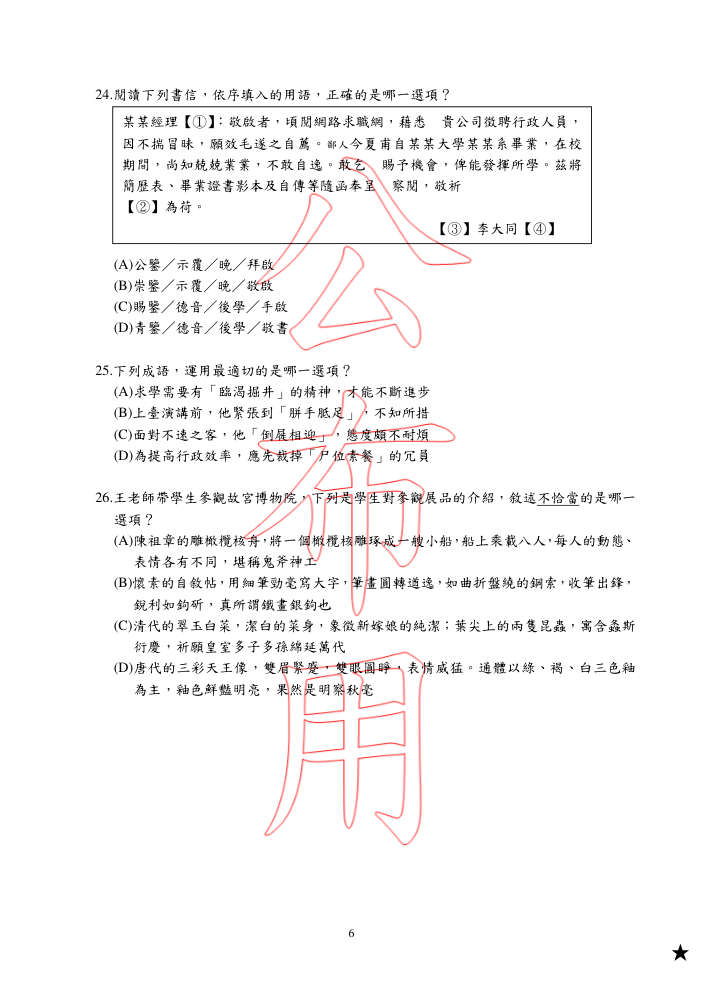 24.閱讀下列書信，依序填入的用語，正確的是哪一選項？
某某經理【①】：敬啟者，頃閱網路求職網，藉悉　貴公司徵聘行政人員，
因不揣冒昧，願效毛遂之自薦。鄙人今夏甫自某某大學某某系畢業，在校
期間，尚知兢兢業業，不敢自逸。敢乞　賜予機會，俾能發揮所學。茲將
簡歷表、畢業證書影本及自傳等隨函奉呈　察閱，敬祈
【②】為荷。
【③】李大同【④】
(A)公鑒／示覆／晚／拜啟
(B)崇鑒／示覆／晚／敬啟
(C)賜鑒／德音／後學／手啟
(D)青鑒／德音／後學／敬書
25.下列成語，運用最適切的是哪一選項？
(A)求學需要有「臨渴掘井」的精神，才能不斷進步
(B)上臺演講前，他緊張到「胼手胝足」，不知所措
(C)面對不速之客，他「倒屣相迎」，態度頗不耐煩
(D)為提高行政效率，應先裁掉「尸位素餐」的冗員
26.王老師帶學生參觀故宮博物院，下列是學生對參觀展品的介紹，敘述不恰當的是哪一
選項？
(A)陳祖章的雕橄欖核舟，將一個橄欖核雕琢成一艘小船，船上乘載八人，每人的動態、
表情各有不同，堪稱鬼斧神工
(B)懷素的自敘帖，用細筆勁毫寫大字，筆畫圓轉遒逸，如曲折盤繞的鋼索，收筆出鋒，
銳利如鉤斫，真所謂鐵畫銀鉤也
(C)清代的翠玉白菜，潔白的菜身，象徵新嫁娘的純潔；葉尖上的兩隻昆蟲，寓含螽斯
衍慶，祈願皇室多子多孫綿延萬代
(D)唐代的三彩天王像，雙眉緊蹙，雙眼圓睜，表情威猛。通體以綠、褐、白三色釉
為主，釉色鮮豔明亮，果然是明察秋毫
公布用
6
★